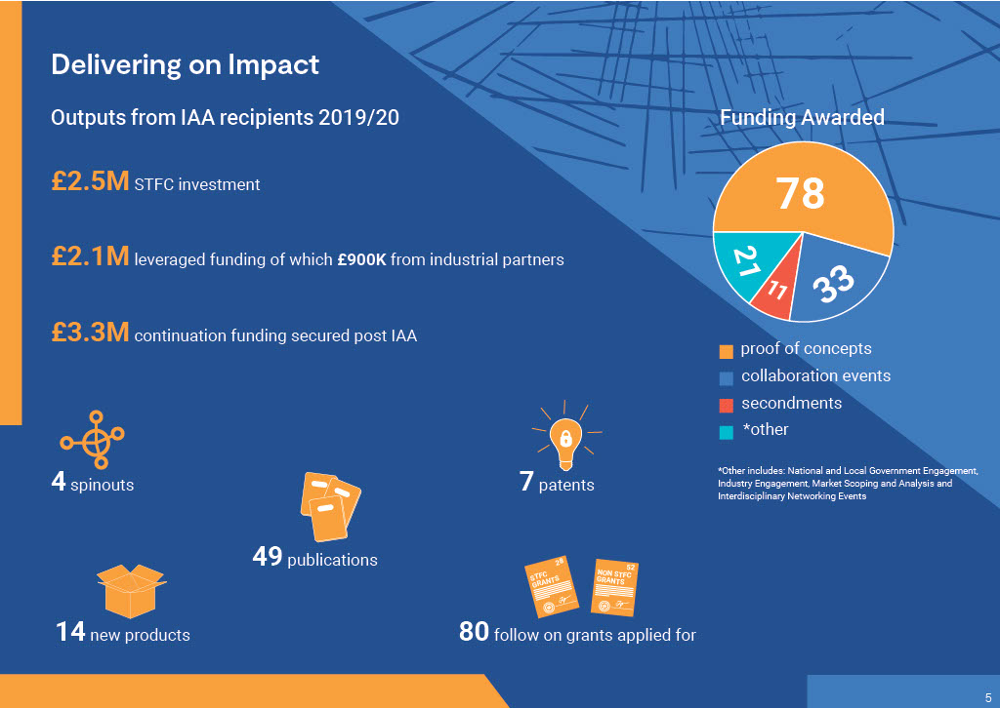 Delivering on Impact
Outputs from IAA recipients 2019/20
£2.5M STFC investment
£2.1M leveraged funding of which £900K from industrial partners
£3.3M continuation funding secured post IAA
4 spinouts
49 publications
7 patents
14 new products
STFC
GRANTS
28
NON STFC
GRANTS
52
80 follow on grants applied for
Funding Awarded
78
33
11
21
proof of concepts
collaboration events
secondments
*other
*Other includes: National and Local Government Engagement,
Industry Engagement, Market Scoping and Analysis and
Interdisciplinary Networking Events
5